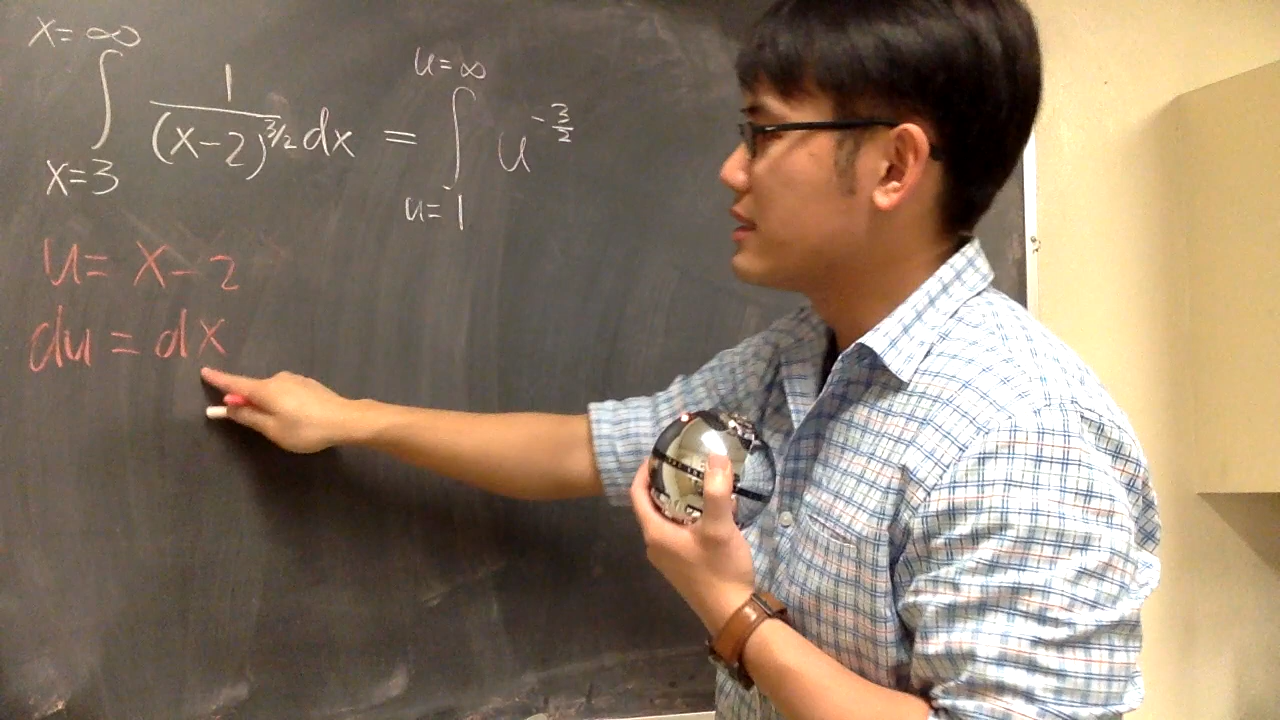 x=∞ u=∞
∫ 1/(x-2)^3/2 dx = ∫ u^-3/2
x=3 u=1
u= x-2
du = dx